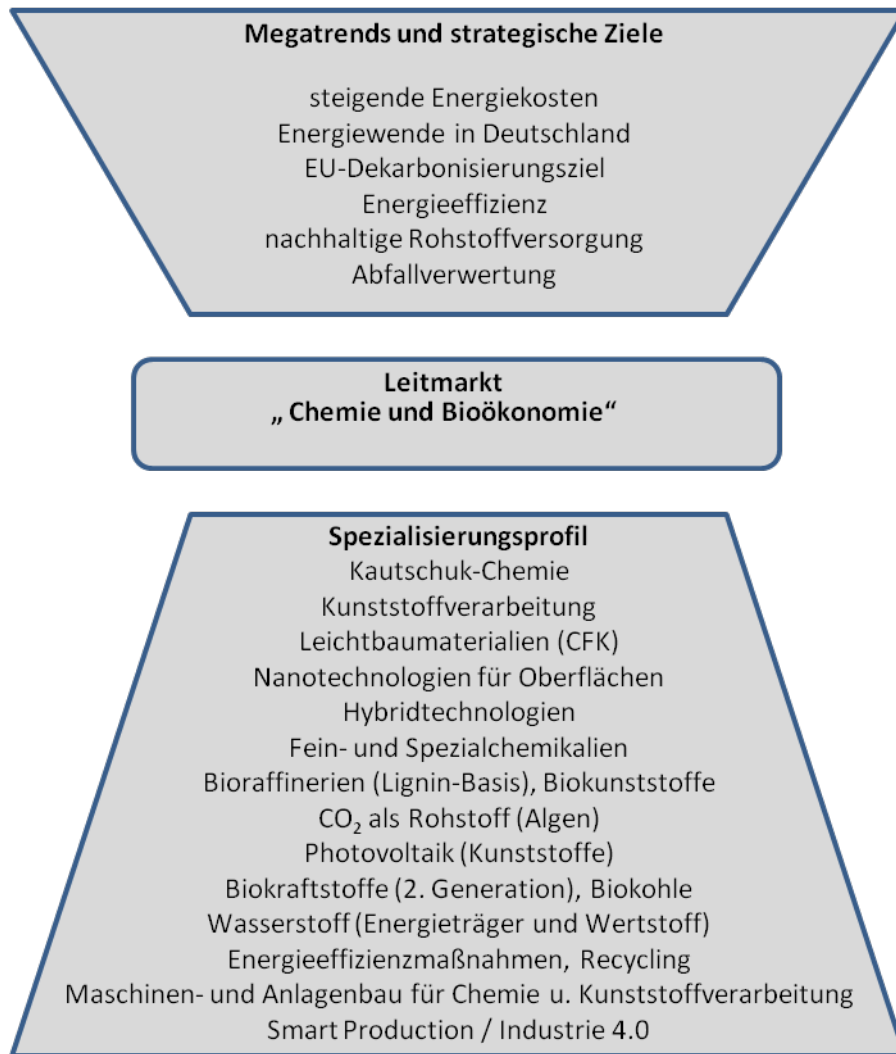 Megatrends und strategische Ziele
steigende Energiekosten
Energiewende in Deutschland
EU-Dekarbonisierungsziel
Energieeffizienz
nachhaltige Rohstoffversorgung
Abfallverwertung
Leitmarkt
„ Chemie und Bioökonomie“
Spezialisierungsprofil
Kautschuk-Chemie
Kunststoffverarbeitung
Leichtbaumaterialien (CFK)
Nanotechnologien für Oberflächen
Hybridtechnologien
Fein- und Spezialchemikalien
Bioraffinerien (Lignin-Basis), Biokunststoffe
CO₂ als Rohstoff (Algen)
Photovoltaik (Kunststoffe)
Biokraftstoffe (2. Generation), Biokohle
Wasserstoff (Energieträger und Wertstoff)
Energieeffizienzmaßnahmen, Recycling
Maschinen- und Anlagenbau für Chemie u. Kunststoffverarbeitung
Smart Production / Industrie 4.0